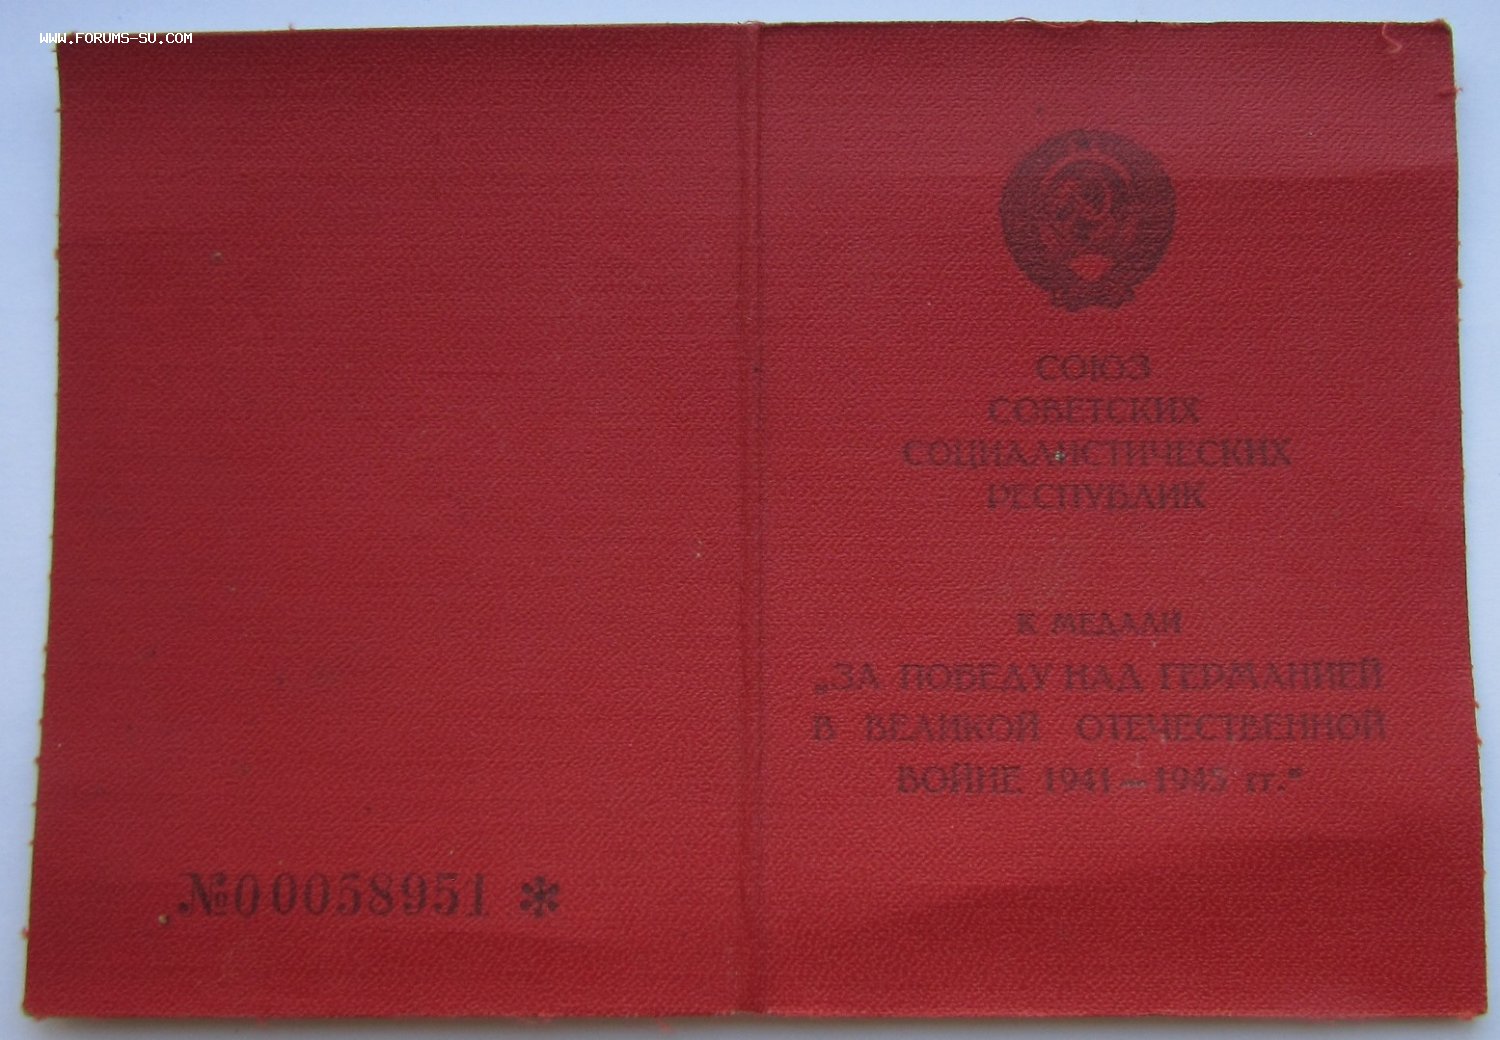 WWW.FORUMS-SU.COM
СОЮЗ
СОВЕТСКИХ
СОЦИАЛИСТИЧЕСКИХ
РЕСПУБЛИК
К МЕДАЛИ
„ЗА ПОБЕДУ НАД ГЕРМАНИЕЙ
В ВЕЛИКОЙ ОТЕЧЕСТВЕННОЙ
ВОЙНЕ 1941—1945 гг.“
№00058951 *